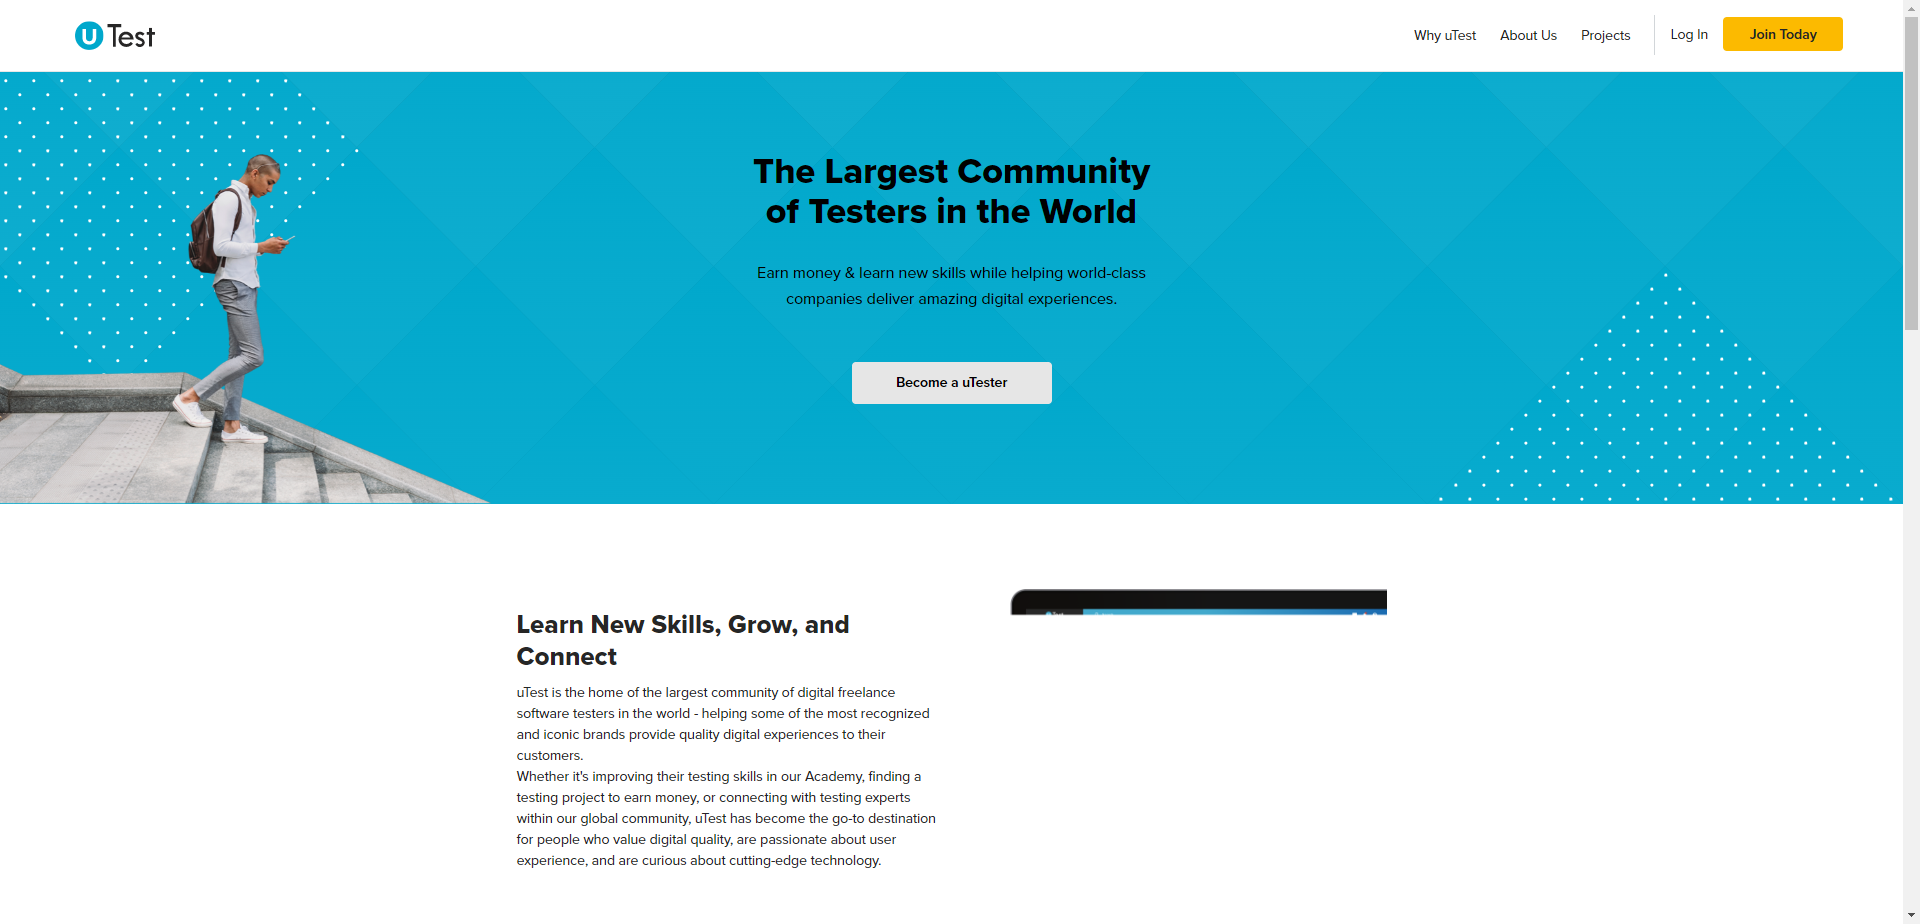 uTest
Why uTest
About Us
Projects
Log In
Join Today
The Largest Community
of Testers in the World
Earn money & learn new skills while helping world-class
companies deliver amazing digital experiences.
Become a uTester
Learn New Skills, Grow, and
Connect
uTest is the home of the largest community of digital freelance
software testers in the world - helping some of the most recognized
and iconic brands provide quality digital experiences to their
customers.
Whether it's improving their testing skills in our Academy, finding a
testing project to earn money, or connecting with testing experts
within our global community, uTest has become the go-to destination
for people who value digital quality, are passionate about user
experience, and are curious about cutting-edge technology.